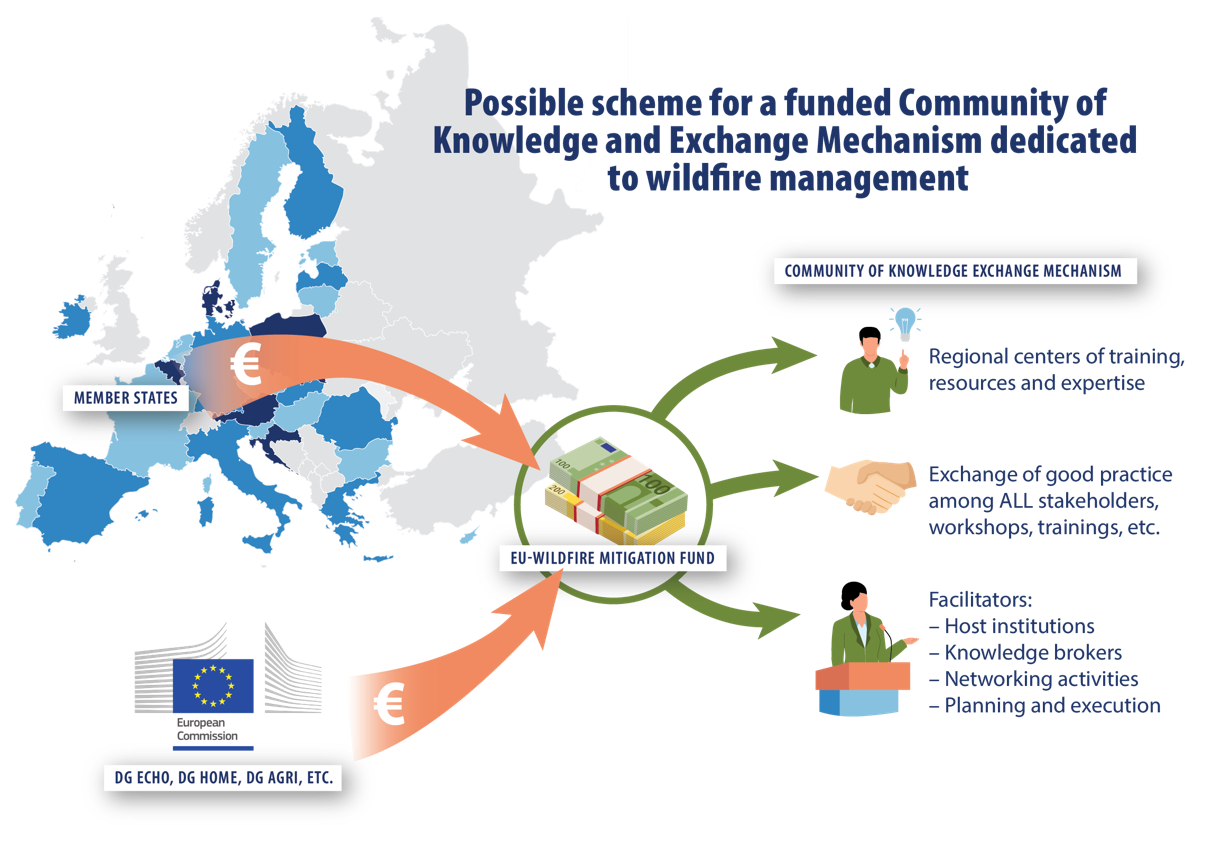 Possible scheme for a funded Community of
Knowledge and Exchange Mechanism dedicated
to wildfire management
COMMUNITY OF KNOWLEDGE EXCHANGE MECHANISM
Regional centers of training,
resources and expertise
€
MEMBER STATES
100
100
200
Exchange of good practice
among ALL stakeholders,
workshops, trainings, etc.
EU-WILDFIRE MITIGATION FUND
Facilitators:
– Host institutions
– Knowledge brokers
– Networking activities
– Planning and execution
€
European
Commission
DG ECHO, DG HOME, DG AGRI, ETC.